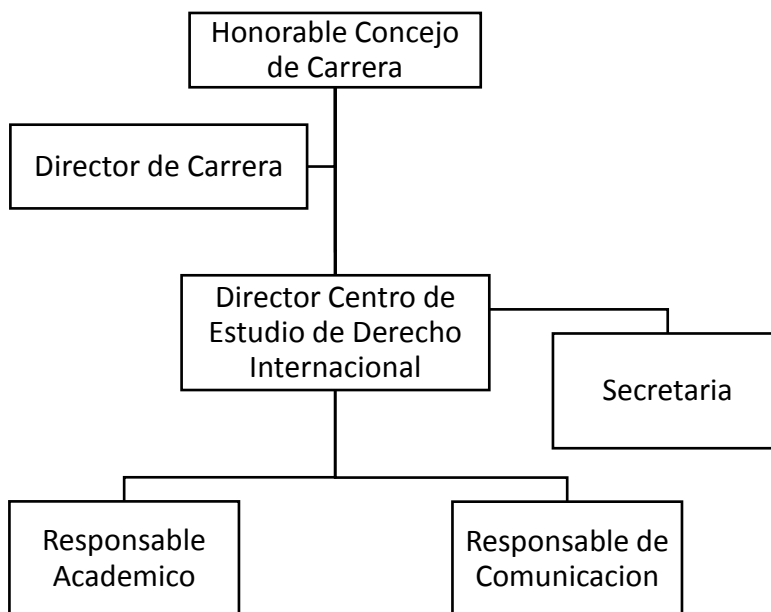 Honorable Concejo
de Carrera
Director de Carrera
Director Centro de
Estudio de Derecho
Internacional
Secretaria
Responsable
Academico
Responsable de
Comunicacion